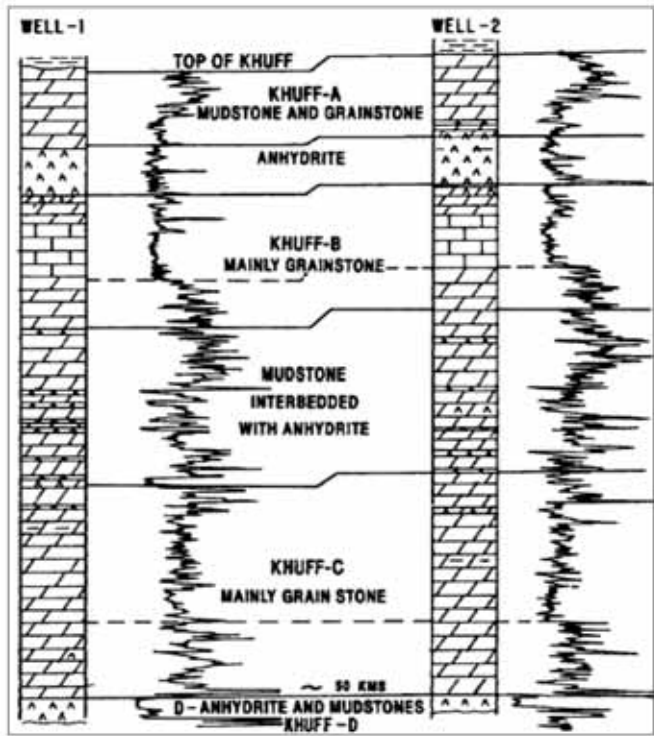 WELL-1
WELL-2
TOP OF KHUFF
KHUFF-A
MUDSTONE AND GRAINSTONE
ANHYDRITE
KHUFF-B
MAINLY GRAINSTONE
MUDSTONE
INTERBEDDED
WITH ANHYDRITE
KHUFF-C
MAINLY GRAIN STONE
~ 50 KMS
D-ANHYDRITE AND MUDSTONES
KHUFF-D